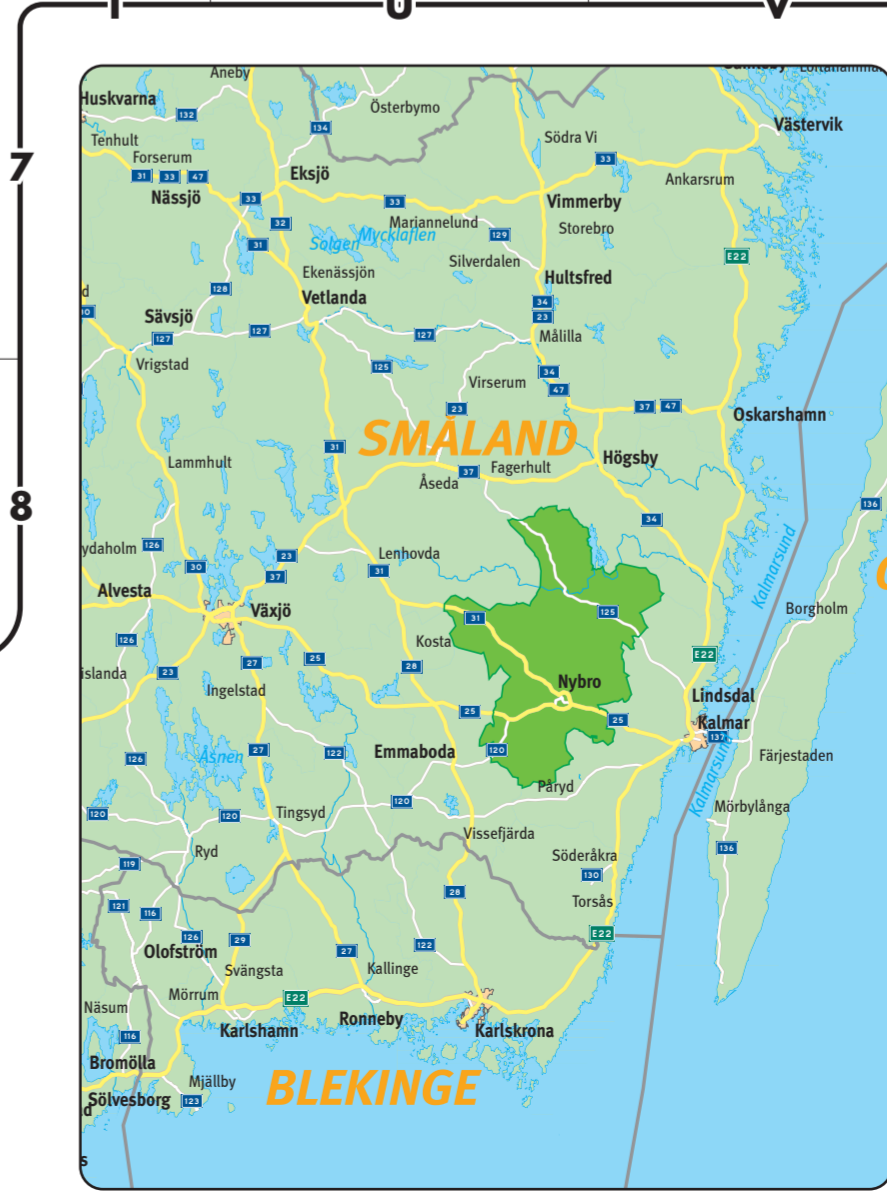 U
V
7
8
Aneby
Huskvarna
Österbymo
132
134
Tenhult
Södra Vi
Västervik
Forserum
31 33 47
Eksjö
33
Ankarsrum
Nässjö
33
33
Vimmerby
32
Mariannelund
Storebro
31
Solgen
Mycklaflen
129
Silverdalen
E22
Ekenässjön
Hultsfred
128
Vetlanda
34
23
Sävsjö
127
127
127
Målilla
Vrigstad
125
34
Virserum
47
23
37 47
Oskarshamn
SMÅLAND
31
Lammhult
Högsby
37
Fagerhult
Åseda
136
34
126
Kalmarsund
23
Lenhovda
30
37
31
Alvesta
Växjö
Borgholm
31
125
126
Kosta
E22
25
27
28
23
Nybro
Ingelstad
Lindsdal
25
25
Kalmar
137
Åsnen
27
122
Emmaboda
120
Kalmarsund
Färjestaden
126
Påryd
120
Mörbylånga
120
120
Tingsyd
Vissefjärda
136
Ryd
Söderåkra
119
130
28
Torsås
121
116
E22
126
29
122
Olofström
27
Svängsta
Kallinge
Mörrum
E22
Näsum
Ronneby
Karlshamn
Karlskrona
116
Bromölla
Mjällby
BLEKINGE
Sölvesborg
123